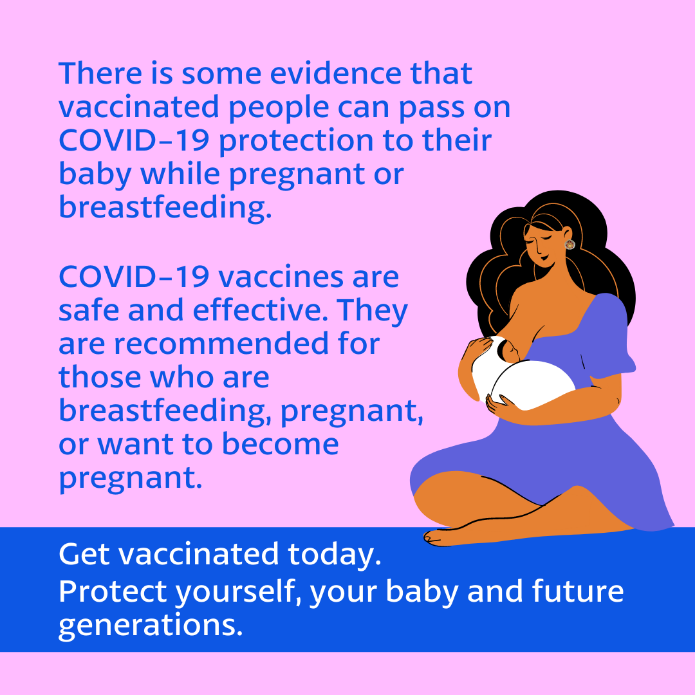 There is some evidence that
vaccinated people can pass on
COVID-19 protection to their
baby while pregnant or
breastfeeding.
COVID-19 vaccines are
safe and effective. They
are recommended for
those who are
breastfeeding, pregnant,
or want to become
pregnant.
Get vaccinated today.
Protect yourself, your baby and future
generations.